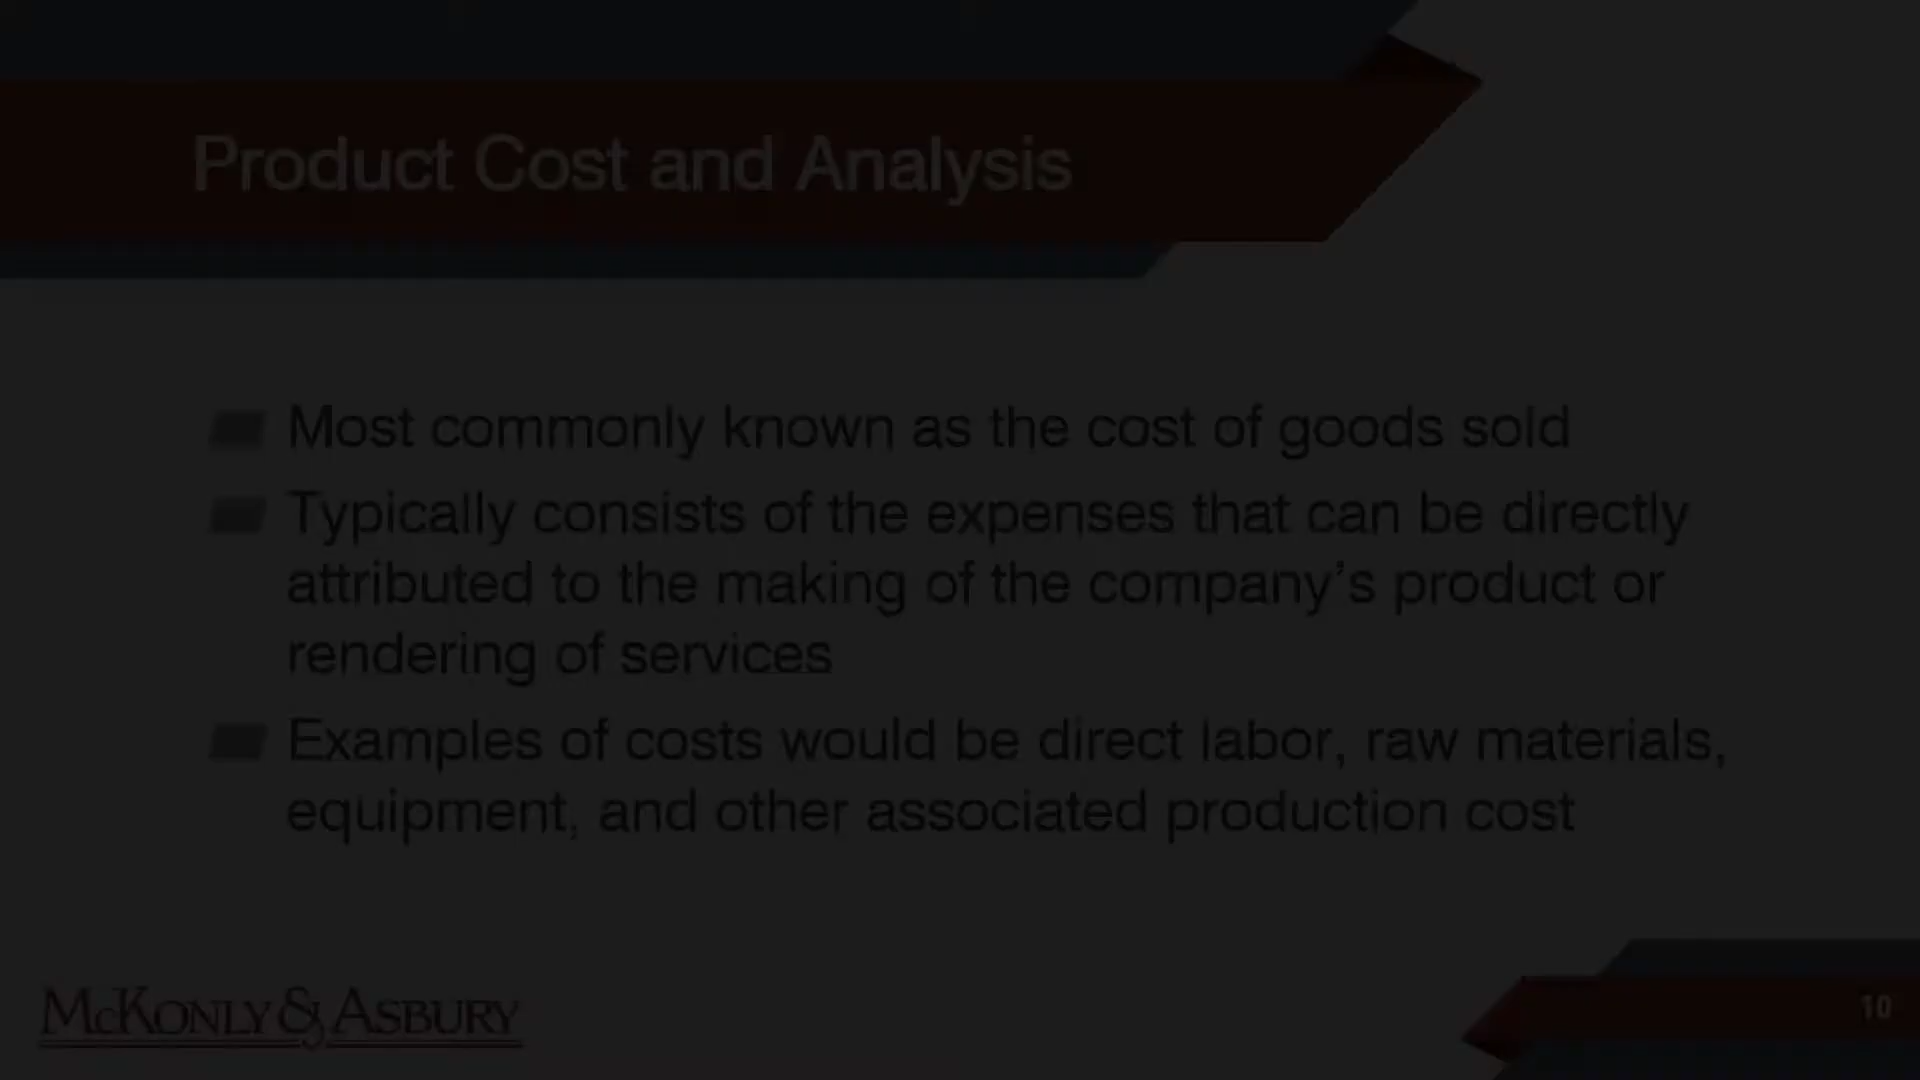 Product Cost and Analysis
Most commonly known as the cost of goods sold
Typically consists of the expenses that can be directly
attributed to the making of the company's product or
rendering of services
Examples of costs would be direct labor, raw materials,
equipment, and other associated production cost
McKonly & Asbury
10